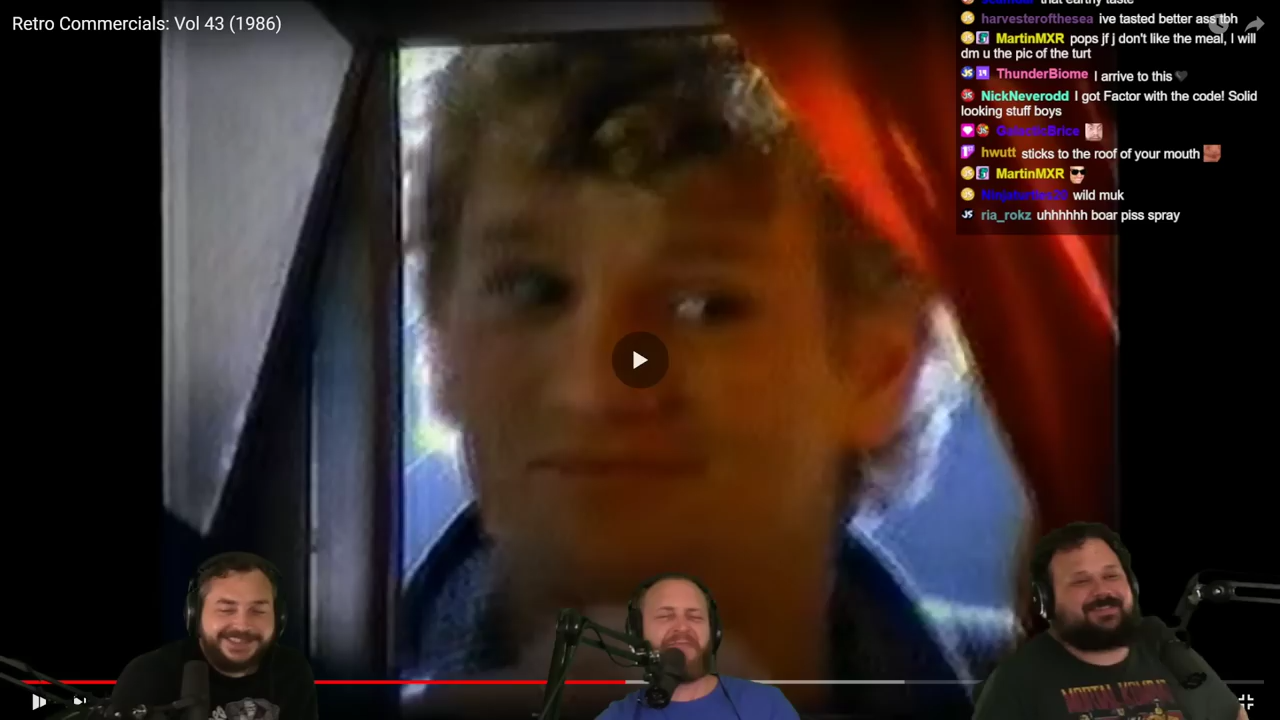 Retro Commercials: Vol 43 (1986)
that earthy taste
harvesterofthesea ive tasted better ass tbh
MartinMXR pops jf j don't like the meal, I will
dm u the pic of the turt
ThunderBiome I arrive to this
NickNeverodd I got Factor with the code! Solid
looking stuff boys
GalacticBrice
hwutt sticks to the roof of your mouth
MartinMXR
wild muk
ria_rokz uhhhhhh boar piss spray
MORTAL KOMBAT